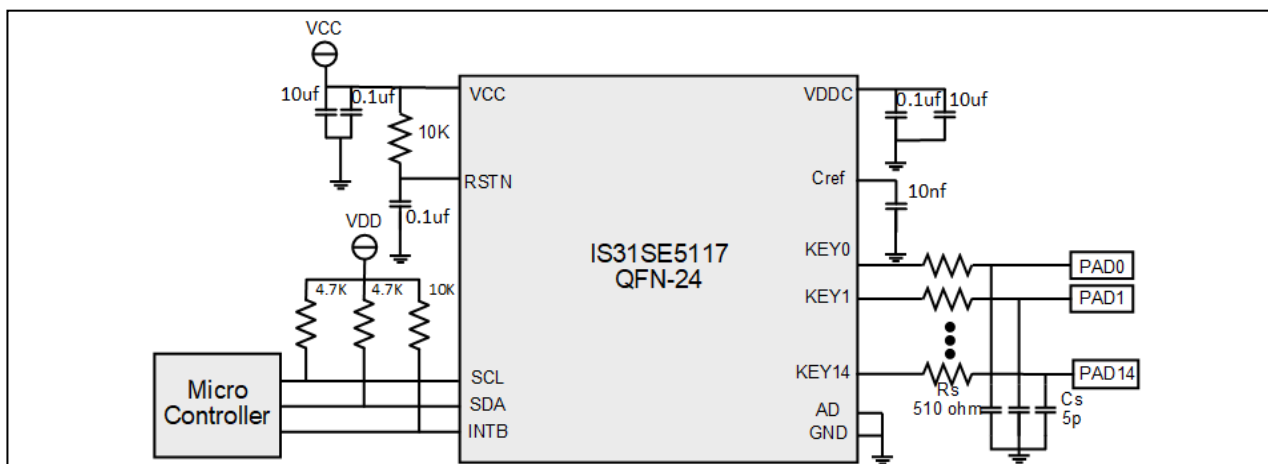 VCC
10uf
0.1uf
10K
VCC
RSTN
0.1uf
VDD
4.7K
4.7K
10K
Micro
Controller
SCL
SDA
INTB
IS31SE5117
QFN-24
VDDC
0.1uf
10uf
Cref
10nf
KEY0
PAD0
KEY1
PAD1
KEY14
PAD14
Rs
510 ohm
Cs
5p
AD
GND